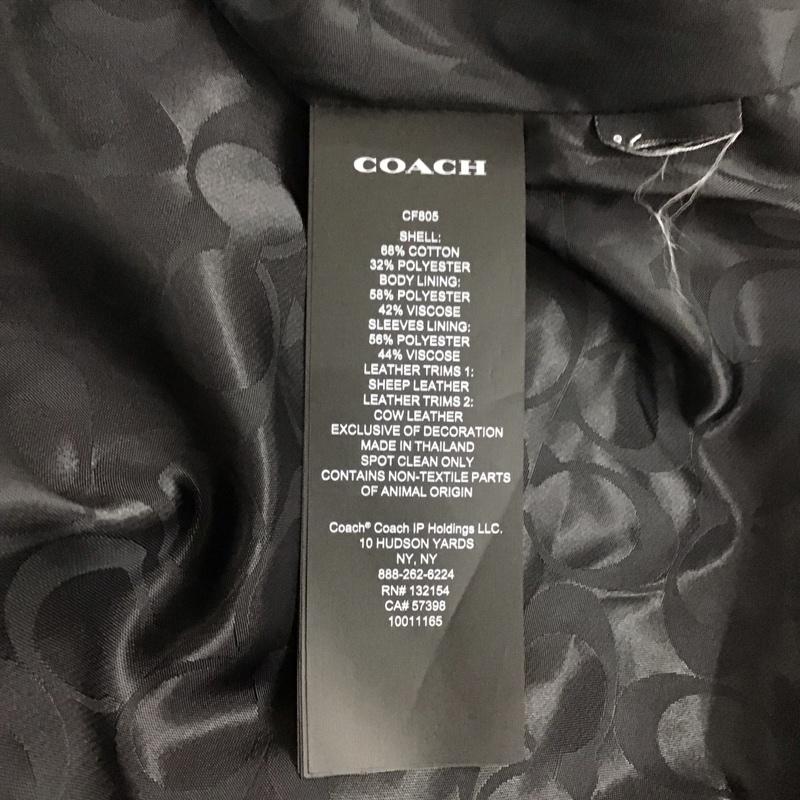 COACH
CF805
SHELL:
68% COTTON
32% POLYESTER
BODY LINING:
58% POLYESTER
42% VISCOSE
SLEEVES LINING:
56% POLYESTER
44% VISCOSE
LEATHER TRIMS 1:
SHEEP LEATHER
LEATHER TRIMS 2:
COW LEATHER
EXCLUSIVE OF DECORATION
MADE IN THAILAND
SPOT CLEAN ONLY
CONTAINS NON-TEXTILE PARTS
OF ANIMAL ORIGIN
Coach® Coach IP Holdings LLC.
10 HUDSON YARDS
NY, NY
888-262-6224
RN# 132154
CA# 57398
10011165